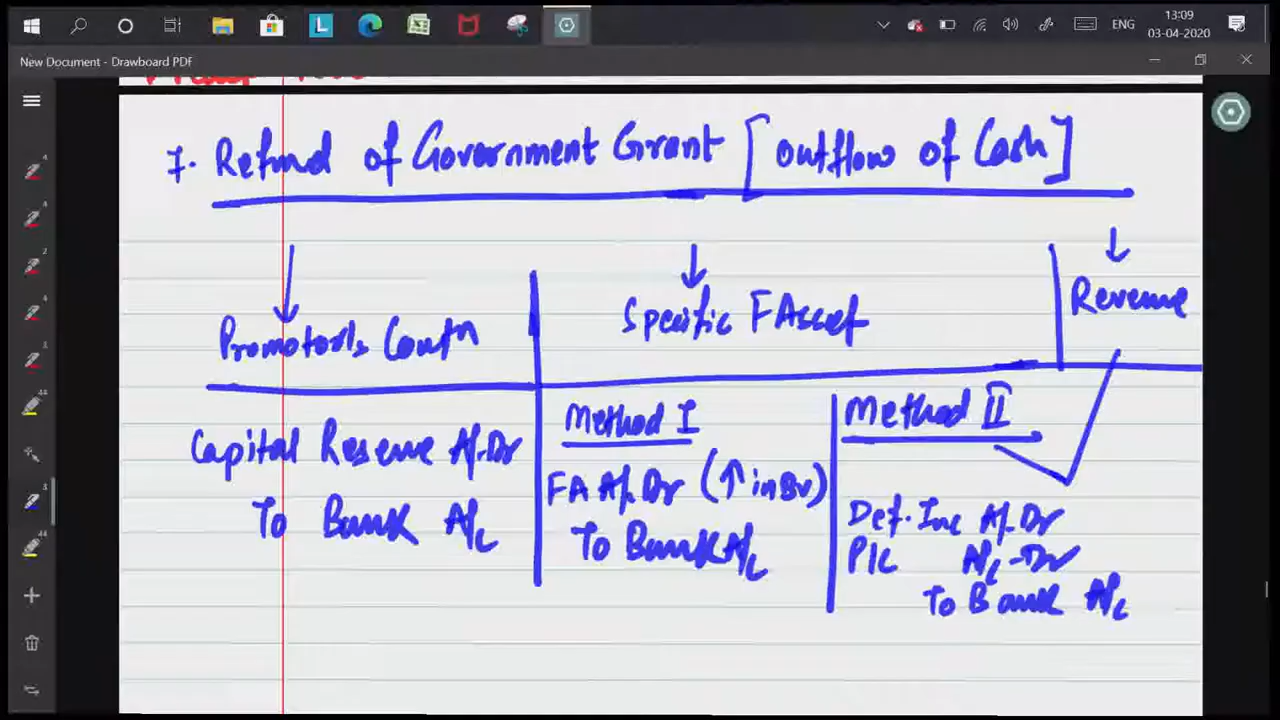 ENG
13:09
03-04-2020
New Document - Drawboard PDF
7. Refund of Government Grant [outflow of Cash]
Promotors Contn
Specific FAsset
Revenue
Capital Reserve A/c Dr
To Bank A/c
Method I
FA A/c Dr (↑ in BV)
To Bank A/c
Method II
Def. Inc A/c Dr
P/L A/c - Dr
To Bank A/c